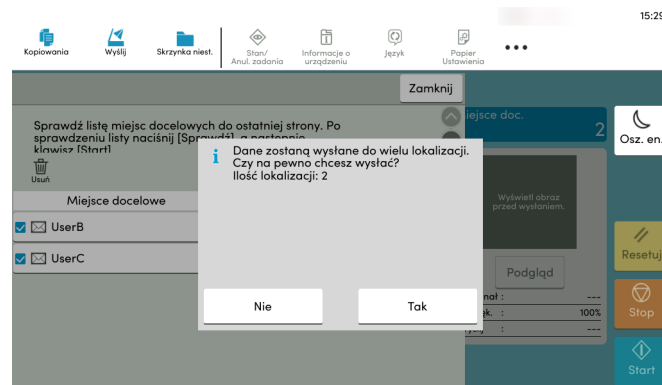 15:29
Kopiowania
Wyślij
Skrzynka niest.
Stan/
Anul. zadania
Informacje o
urządzeniu
Język
Papier
Ustawienia
Zamknij
Sprawdź listę miejsc docelowych do ostatniej strony. Po
sprawdzeniu listy naciśnij [Sprawdź], a następnie
klawisz [Start]
Usuń
Miejsce docelowe
UserB
UserC
Dane zostaną wysłane do wielu lokalizacji.
Czy na pewno chcesz wysłać?
Ilość lokalizacji: 2
Nie
Tak
iejsce doc.
2
Wyświetl obraz
przed wysłaniem.
Podgląd
nał : ---
ęk. : 100%
: ---
Osz. en.
Resetuj
Stop
Start